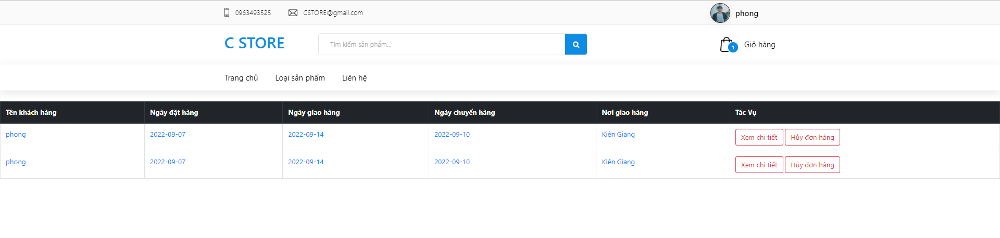 0963493525 CSTORE@gmail.com phong
C STORE Tìm kiếm sản phẩm... 1 Giỏ hàng
Trang chủ Loại sản phẩm Liên hệ
Tên khách hàng Ngày đặt hàng Ngày giao hàng Ngày chuyển hàng Nơi giao hàng Tác Vụ
phong 2022-09-07 2022-09-14 2022-09-10 Kiên Giang Xem chi tiết Hủy đơn hàng
phong 2022-09-07 2022-09-14 2022-09-10 Kiên Giang Xem chi tiết Hủy đơn hàng